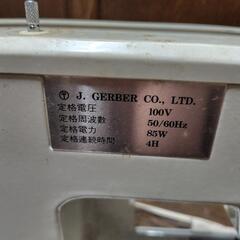 〒 J. GERBER CO., LTD.
定格電圧 100V
定格周波数 50/60Hz
定格電力 85W
定格連続時間 4H